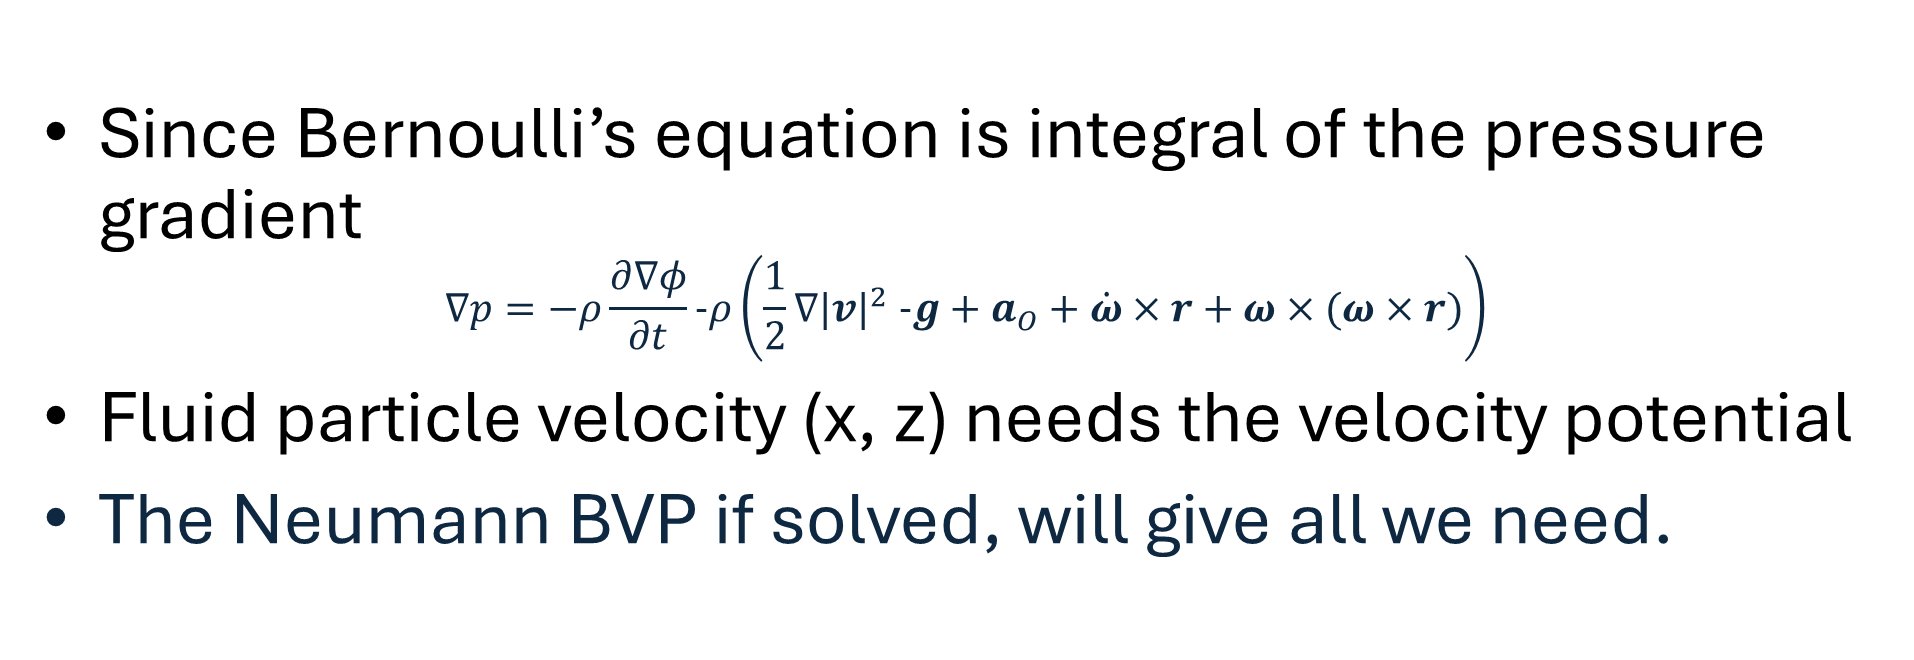 • Since Bernoulli’s equation is integral of the pressure
gradient
∇p = −ρ ∂∇ϕ/∂t -ρ (1/2 ∇|𝒗|² -𝒈 + 𝒂_O + 𝝎̇ × 𝒓 + 𝝎 × (𝝎 × 𝒓))
• Fluid particle velocity (x, z) needs the velocity potential
• The Neumann BVP if solved, will give all we need.